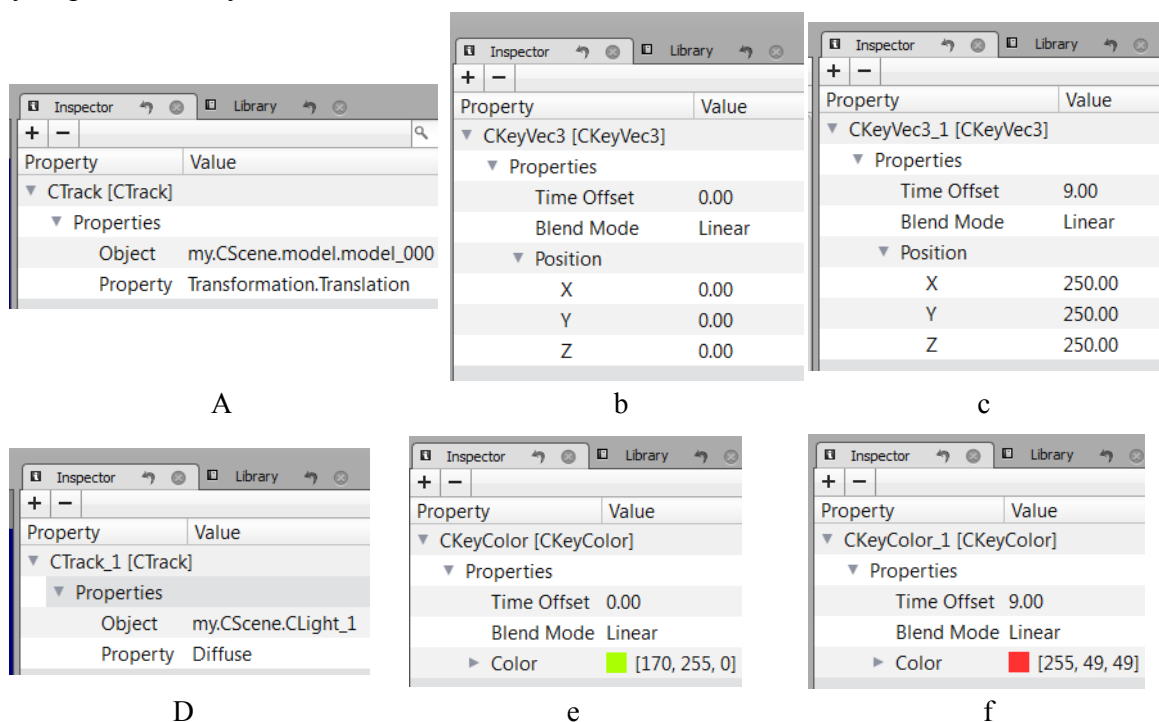 Inspector Library
+ −
Property Value
CTrack [CTrack]
Properties
Object my.CScene.model.model_000
Property Transformation.Translation
A
Inspector Library
+ −
Property Value
CKeyVec3 [CKeyVec3]
Properties
Time Offset 0.00
Blend Mode Linear
Position
X 0.00
Y 0.00
Z 0.00
b
Inspector Library
+ −
Property Value
CKeyVec3_1 [CKeyVec3]
Properties
Time Offset 9.00
Blend Mode Linear
Position
X 250.00
Y 250.00
Z 250.00
c
Inspector Library
+ −
Property Value
CTrack_1 [CTrack]
Properties
Object my.CScene.CLight_1
Property Diffuse
D
Inspector Library
+ −
Property Value
CKeyColor [CKeyColor]
Properties
Time Offset 0.00
Blend Mode Linear
Color [170, 255, 0]
e
Inspector Library
+ −
Property Value
CKeyColor_1 [CKeyColor]
Properties
Time Offset 9.00
Blend Mode Linear
Color [255, 49, 49]
f